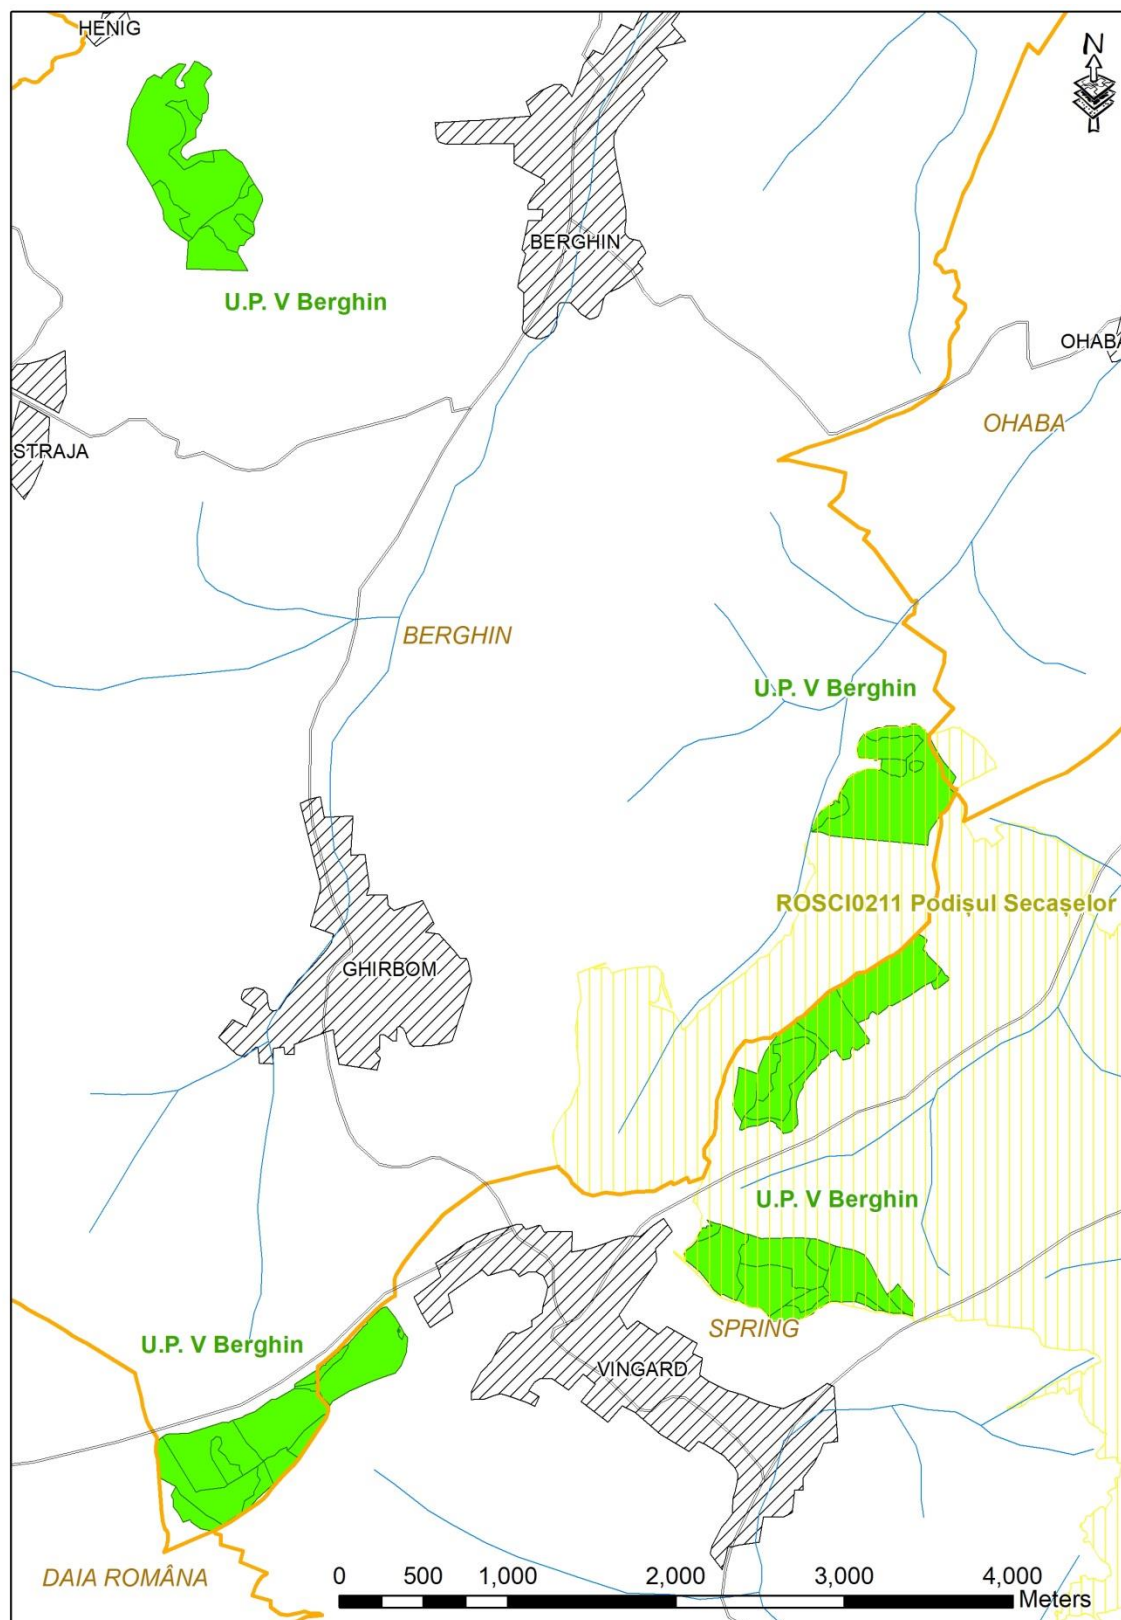 HENIG
N
BERGHIN
U.P. V Berghin
OHABA
OHABA
STRAJA
BERGHIN
U.P. V Berghin
ROSCI0211 Podișul Secașelor
GHIRBOM
U.P. V Berghin
SPRING
U.P. V Berghin
VINGARD
DAIA ROMÂNA
0 500 1,000 2,000 3,000 4,000
Meters